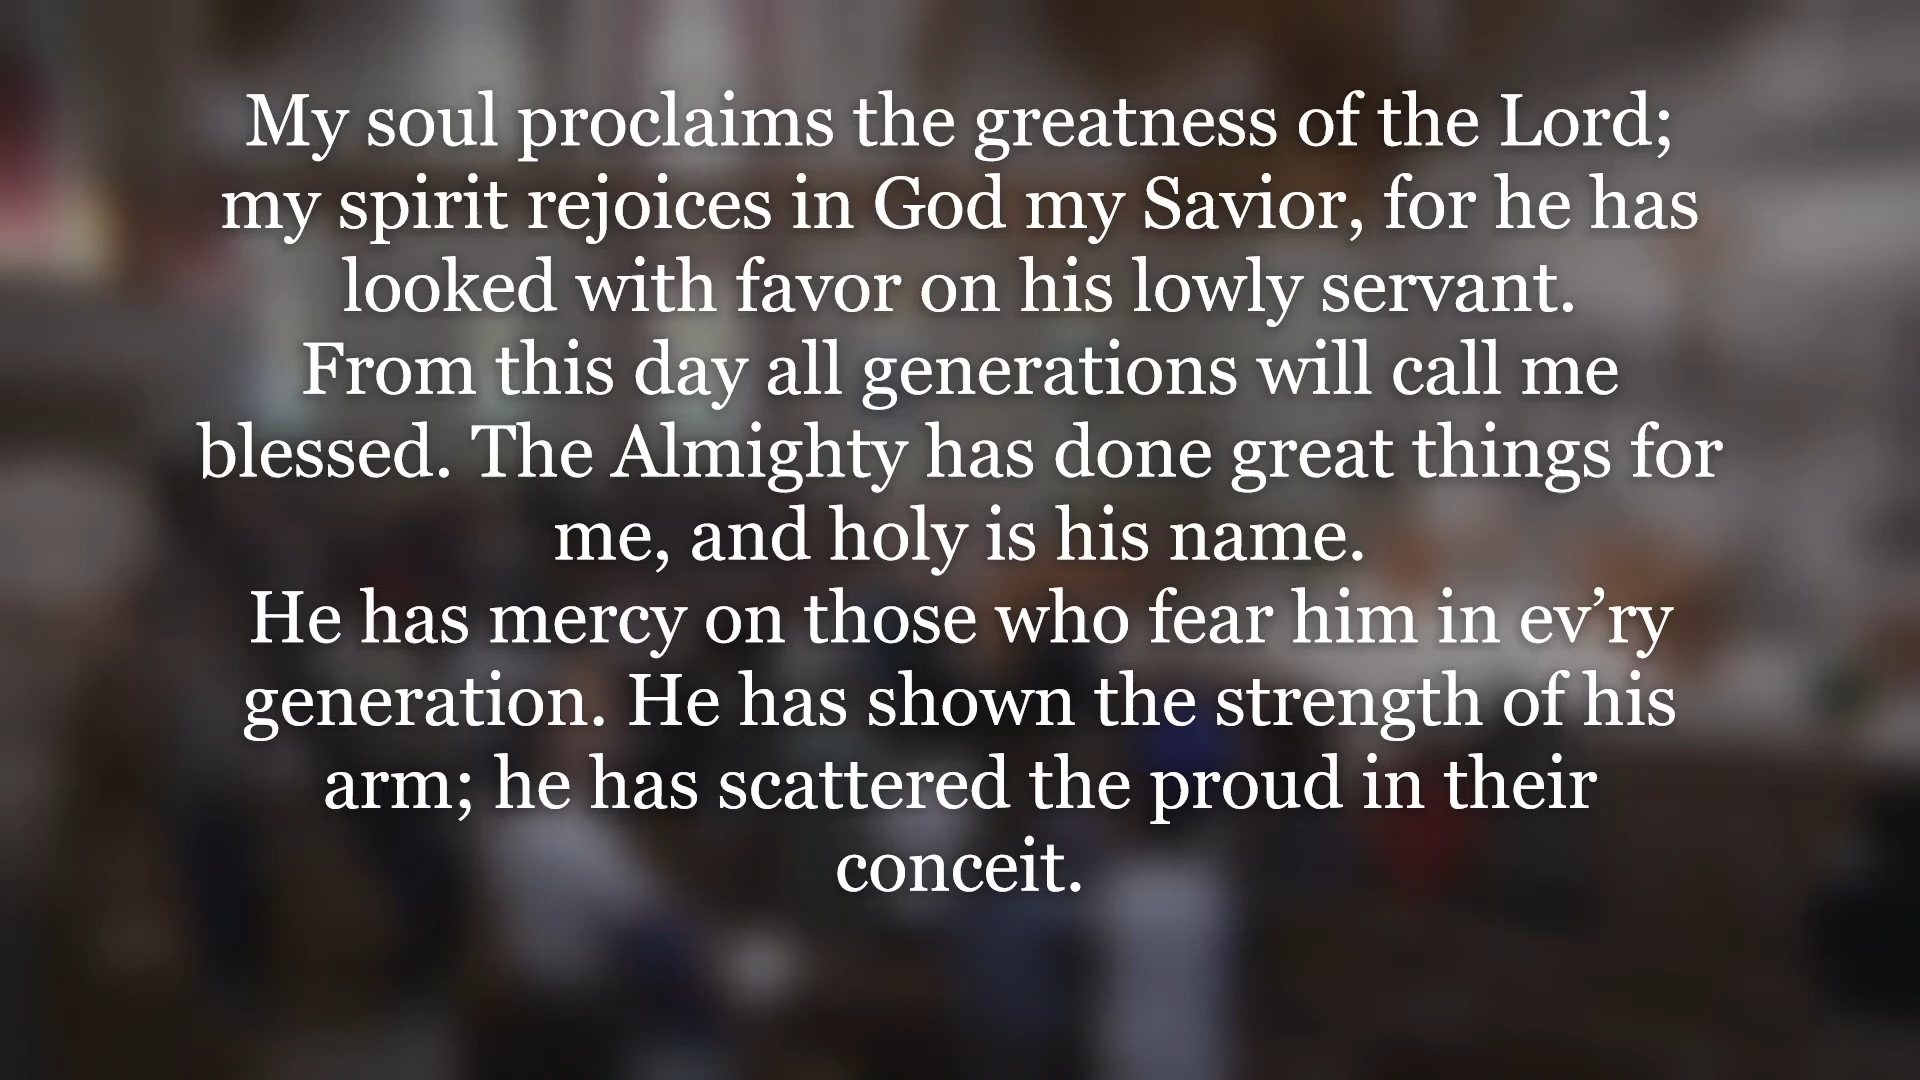 My soul proclaims the greatness of the Lord;
my spirit rejoices in God my Savior, for he has
looked with favor on his lowly servant.
From this day all generations will call me
blessed. The Almighty has done great things for
me, and holy is his name.
He has mercy on those who fear him in ev’ry
generation. He has shown the strength of his
arm; he has scattered the proud in their
conceit.